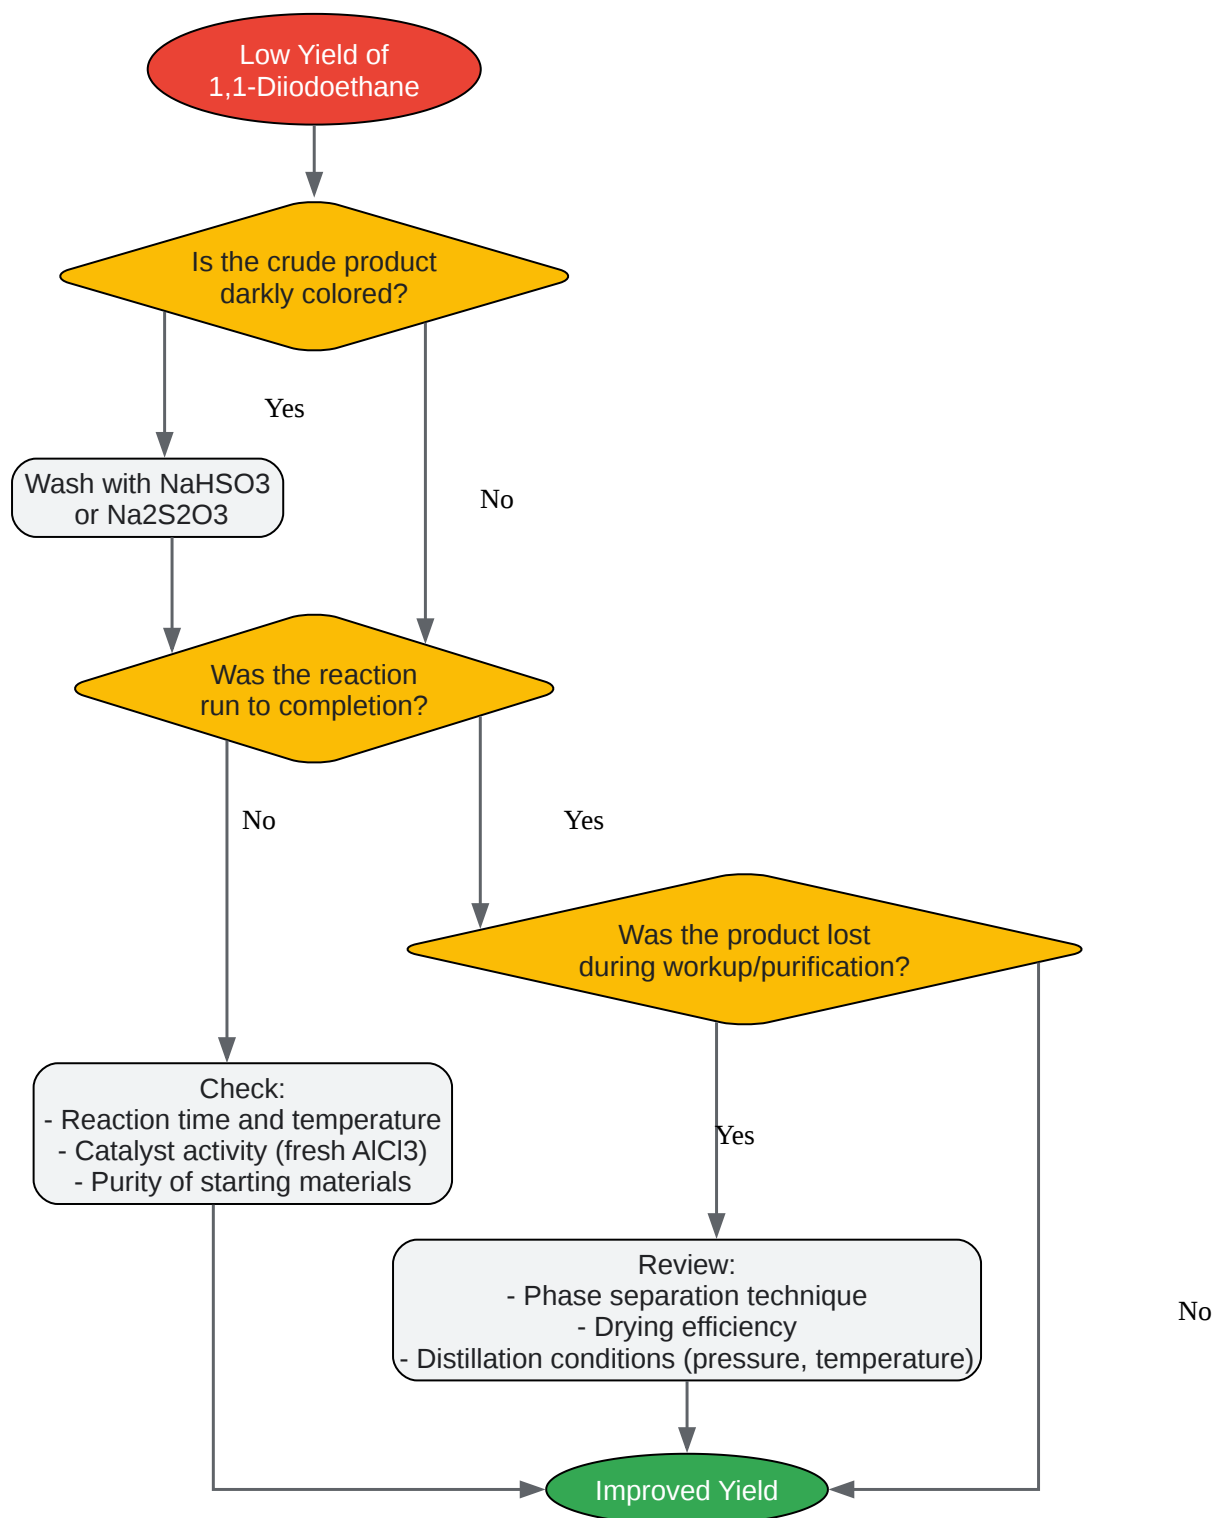 Low Yield of
1,1-Diiodoethane
Is the crude product
darkly colored?
Yes
Wash with NaHSO3
or Na2S2O3
No
Was the reaction
run to completion?
No
Yes
Was the product lost
during workup/purification?
Check:
- Reaction time and temperature
- Catalyst activity (fresh AlCl3)
- Purity of starting materials
Yes
Review:
- Phase separation technique
- Drying efficiency
- Distillation conditions (pressure, temperature)
No
Improved Yield